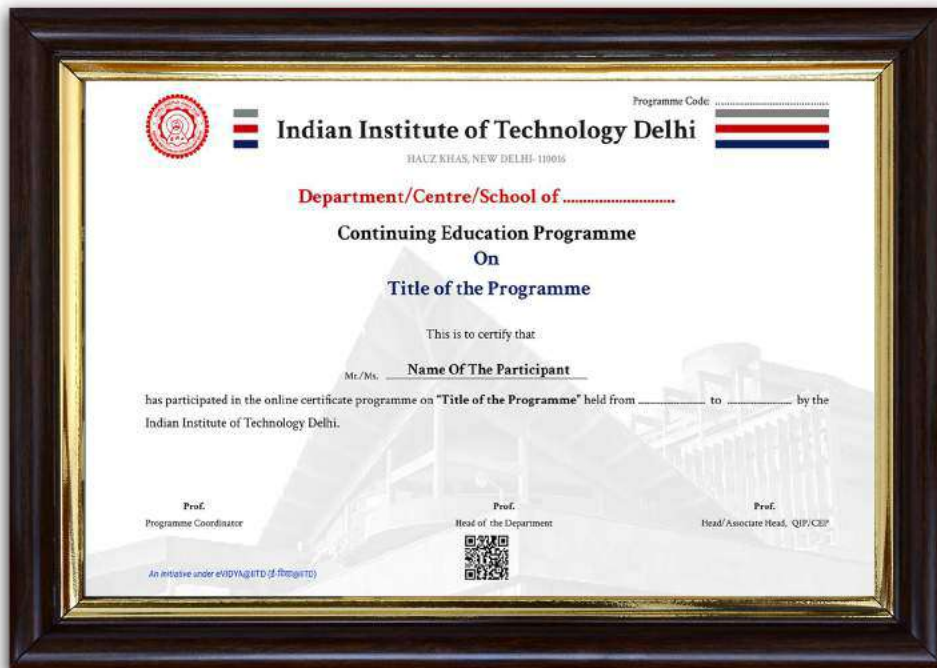 Programme Code: ..............................
Indian Institute of Technology Delhi
HAUZ KHAS, NEW DELHI- 110016
Department/Centre/School of ............................
Continuing Education Programme
On
Title of the Programme
This is to certify that
Mr./Ms. Name Of The Participant
has participated in the online certificate programme on "Title of the Programme" held from .................... to .................... by the
Indian Institute of Technology Delhi.
Prof. Prof. Prof.
Programme Coordinator Head of the Department Head/Associate Head, QIP/CEP
An initiative under eVIDYA@IITD (ई-विद्या@IITD)